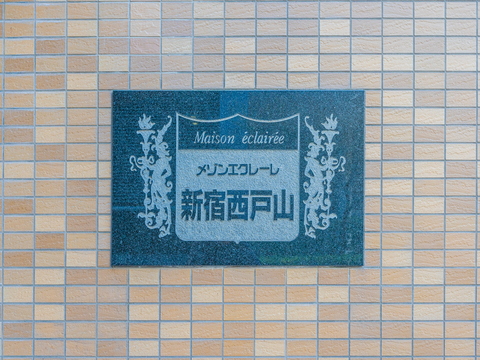 Maison éclairée
メゾンエクレーレ
新宿西戸山